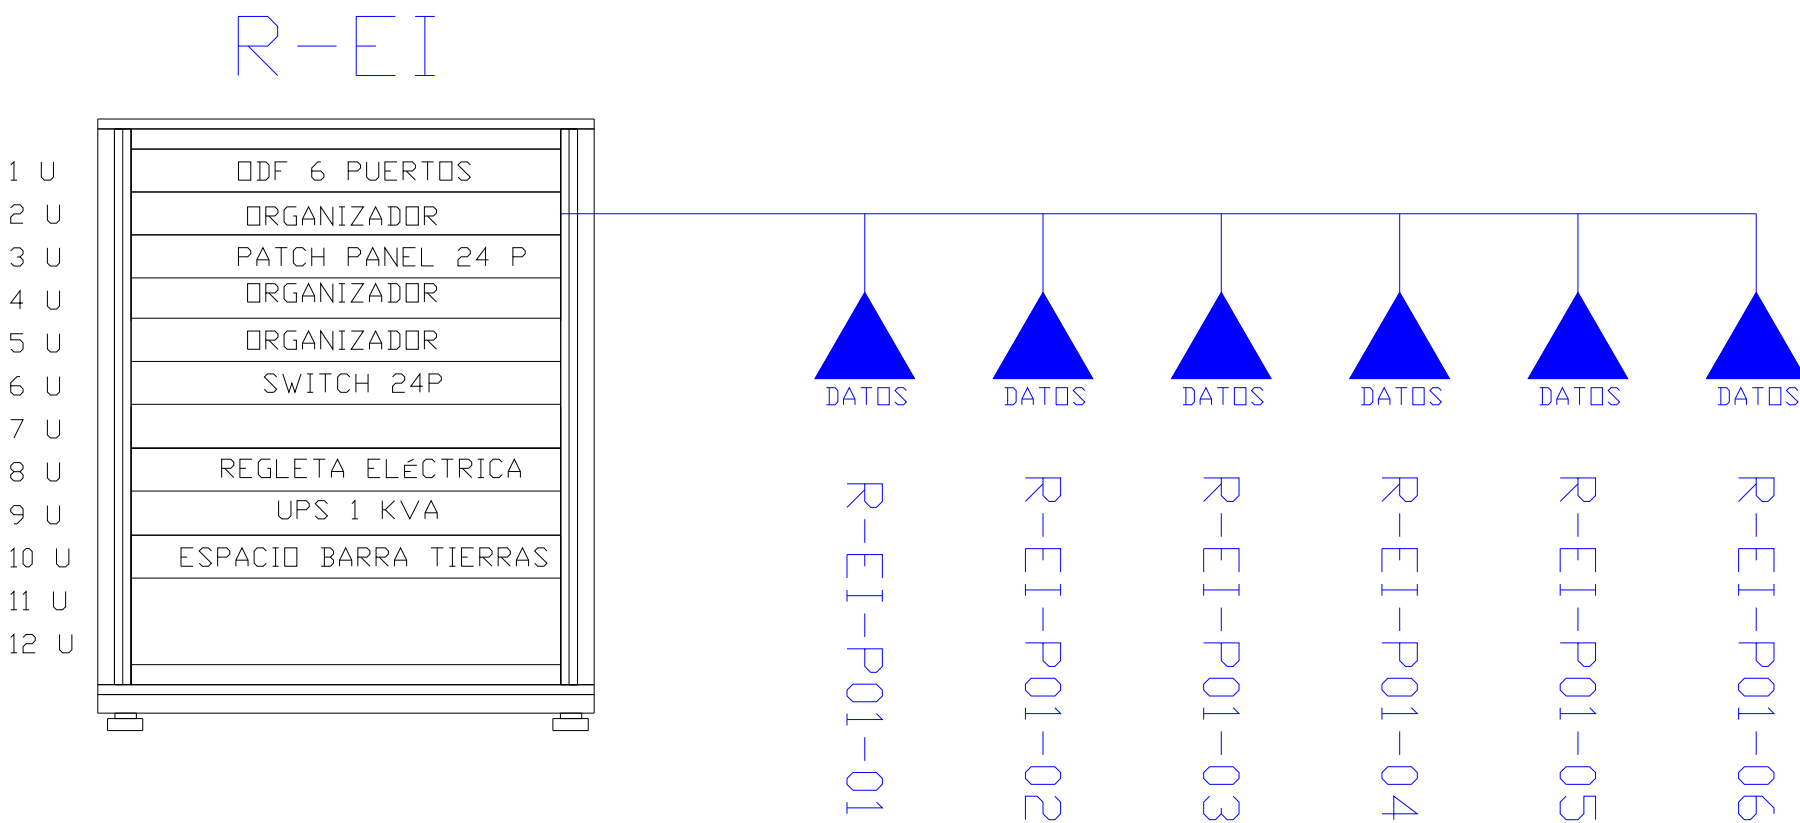 R-EI
1 U ODF 6 PUERTOS
2 U ORGANIZADOR
3 U PATCH PANEL 24 P
4 U ORGANIZADOR
5 U ORGANIZADOR
6 U SWITCH 24P
7 U
8 U REGLETA ELéCTRICA
9 U UPS 1 KVA
10 U ESPACIO BARRA TIERRAS
11 U
12 U
DATOS
DATOS
DATOS
DATOS
DATOS
DATOS
R-EI-P01-01
R-EI-P01-02
R-EI-P01-03
R-EI-P01-04
R-EI-P01-05
R-EI-P01-06